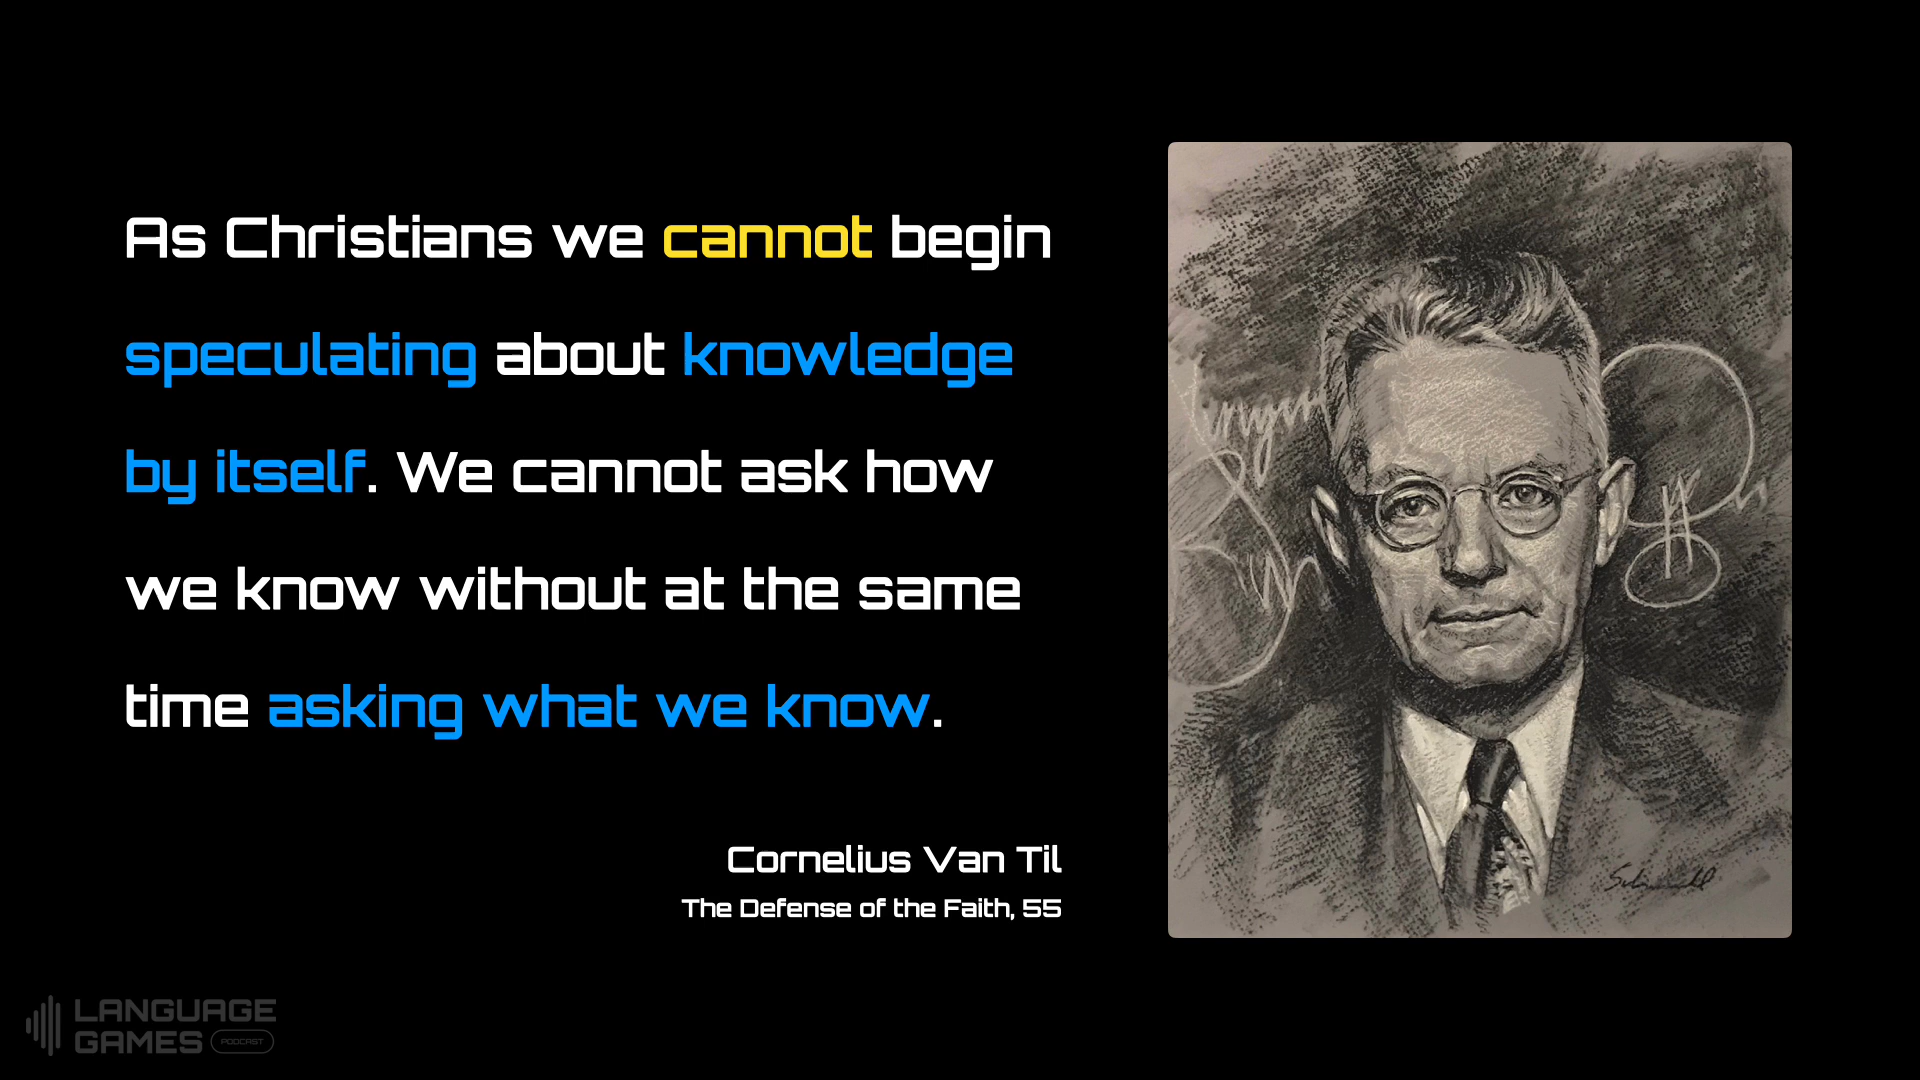 As Christians we cannot begin
speculating about knowledge
by itself. We cannot ask how
we know without at the same
time asking what we know.
Cornelius Van Til
The Defense of the Faith, 55
LANGUAGE
GAMES PODCAST